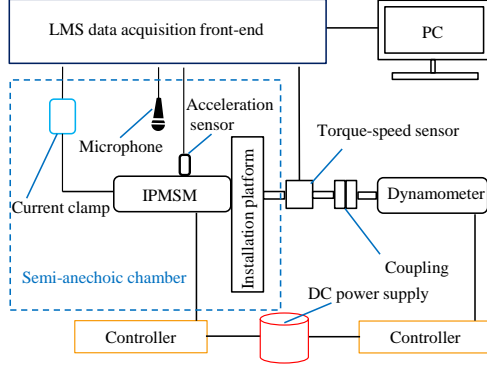 LMS data acquisition front-end
PC
Acceleration
sensor
Microphone
Torque-speed sensor
Current clamp
IPMSM
Installation platform
Dynamometer
Coupling
Semi-anechoic chamber
DC power supply
Controller
Controller